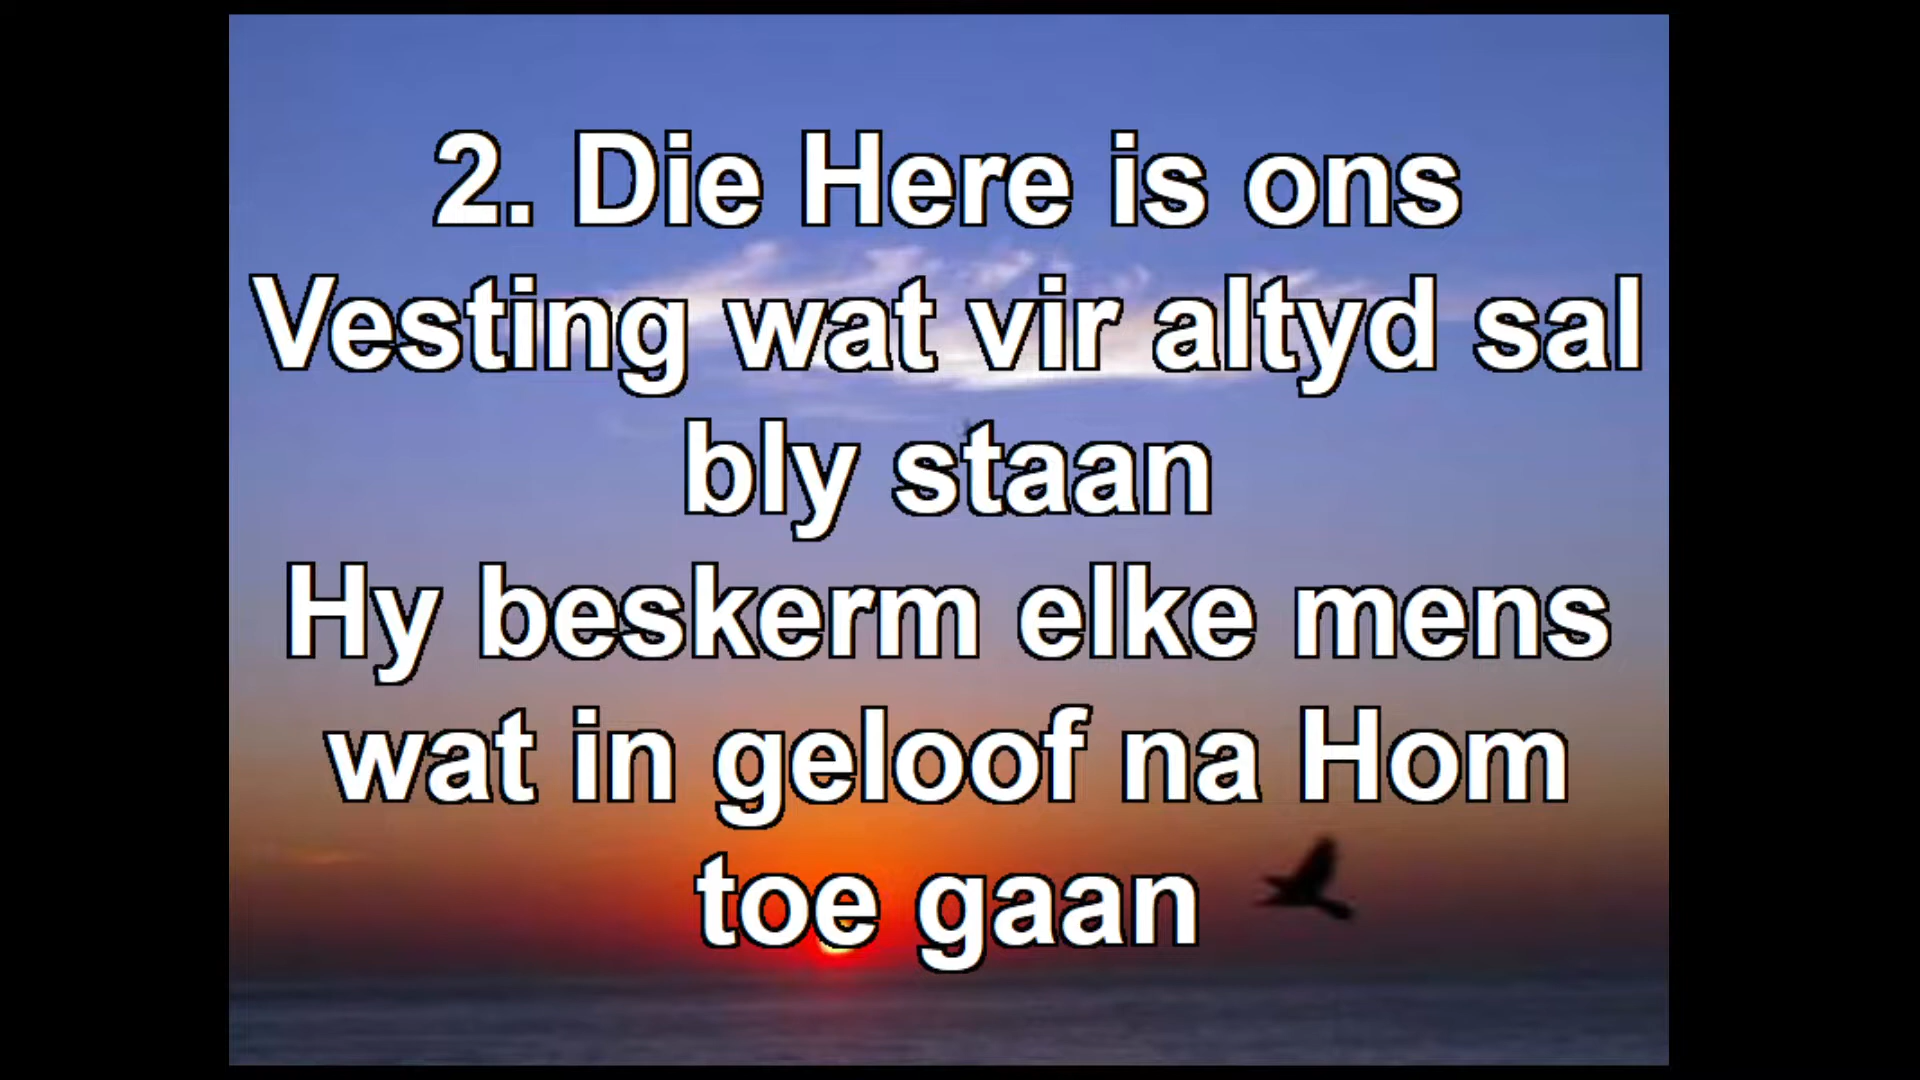 2. Die Here is ons
Vesting wat vir altyd sal
bly staan
Hy beskerm elke mens
wat in geloof na Hom
toe gaan